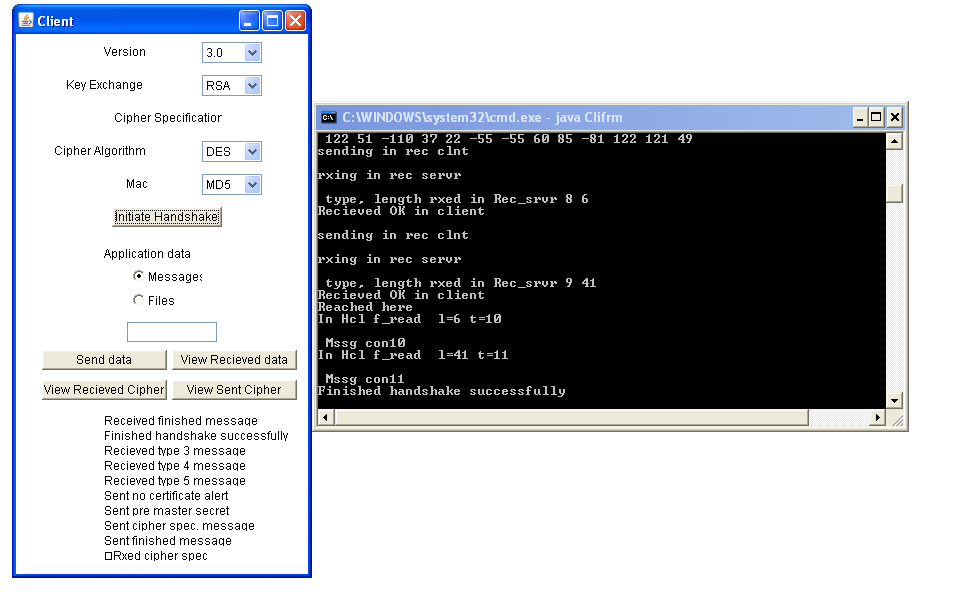 Client
Version 3.0
Key Exchange RSA
Cipher Specification
Cipher Algorithm DES
Mac MD5
Initiate Handshake
Application data
Messages
Files
Send data View Recieved data
View Recieved Cipher View Sent Cipher
Received finished message
Finished handshake successfully
Recieved type 3 message
Recieved type 4 message
Recieved type 5 message
Sent no certificate alert
Sent pre master secret
Sent cipher spec. message
Sent finished message
□Rxed cipher spec
C:\WINDOWS\system32\cmd.exe - java Clifrm
122 51 -110 37 22 -55 -55 60 85 -81 122 121 49
sending in rec clnt
rxing in rec servr
type, length rxed in Rec_srvr 8 6
Recieved OK in client
sending in rec clnt
rxing in rec servr
type, length rxed in Rec_srvr 9 41
Recieved OK in client
Reached here
In Hcl f_read  l=6 t=10
Mssg con10
In Hcl f_read  l=41 t=11
Mssg con11
Finished handshake successfully